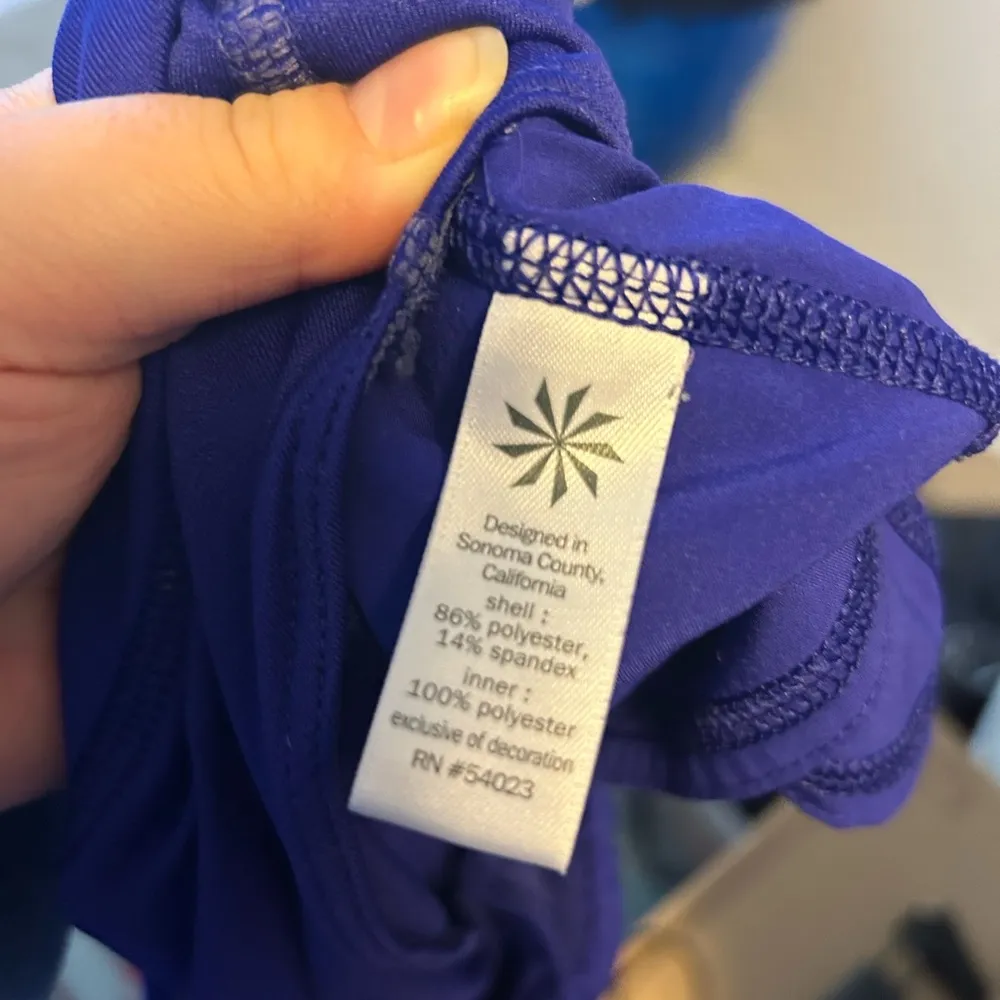 Designed in
Sonoma County,
California
shell :
86% polyester,
14% spandex
inner :
100% polyester
exclusive of decoration
RN #54023